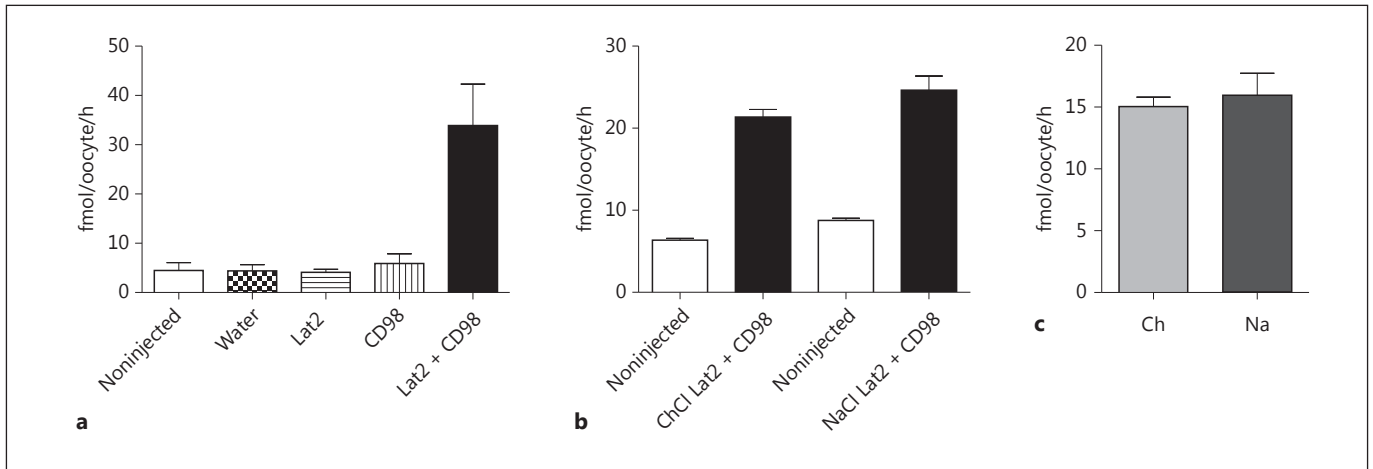 50
40
30
20
10
0
fmol/oocyte/h
Noninjected
Water
Lat2
CD98
Lat2 + CD98
a
30
20
10
0
fmol/oocyte/h
Noninjected
ChCl Lat2 + CD98
Noninjected
NaCl Lat2 + CD98
b
20
15
10
5
0
fmol/oocyte/h
Ch
Na
c